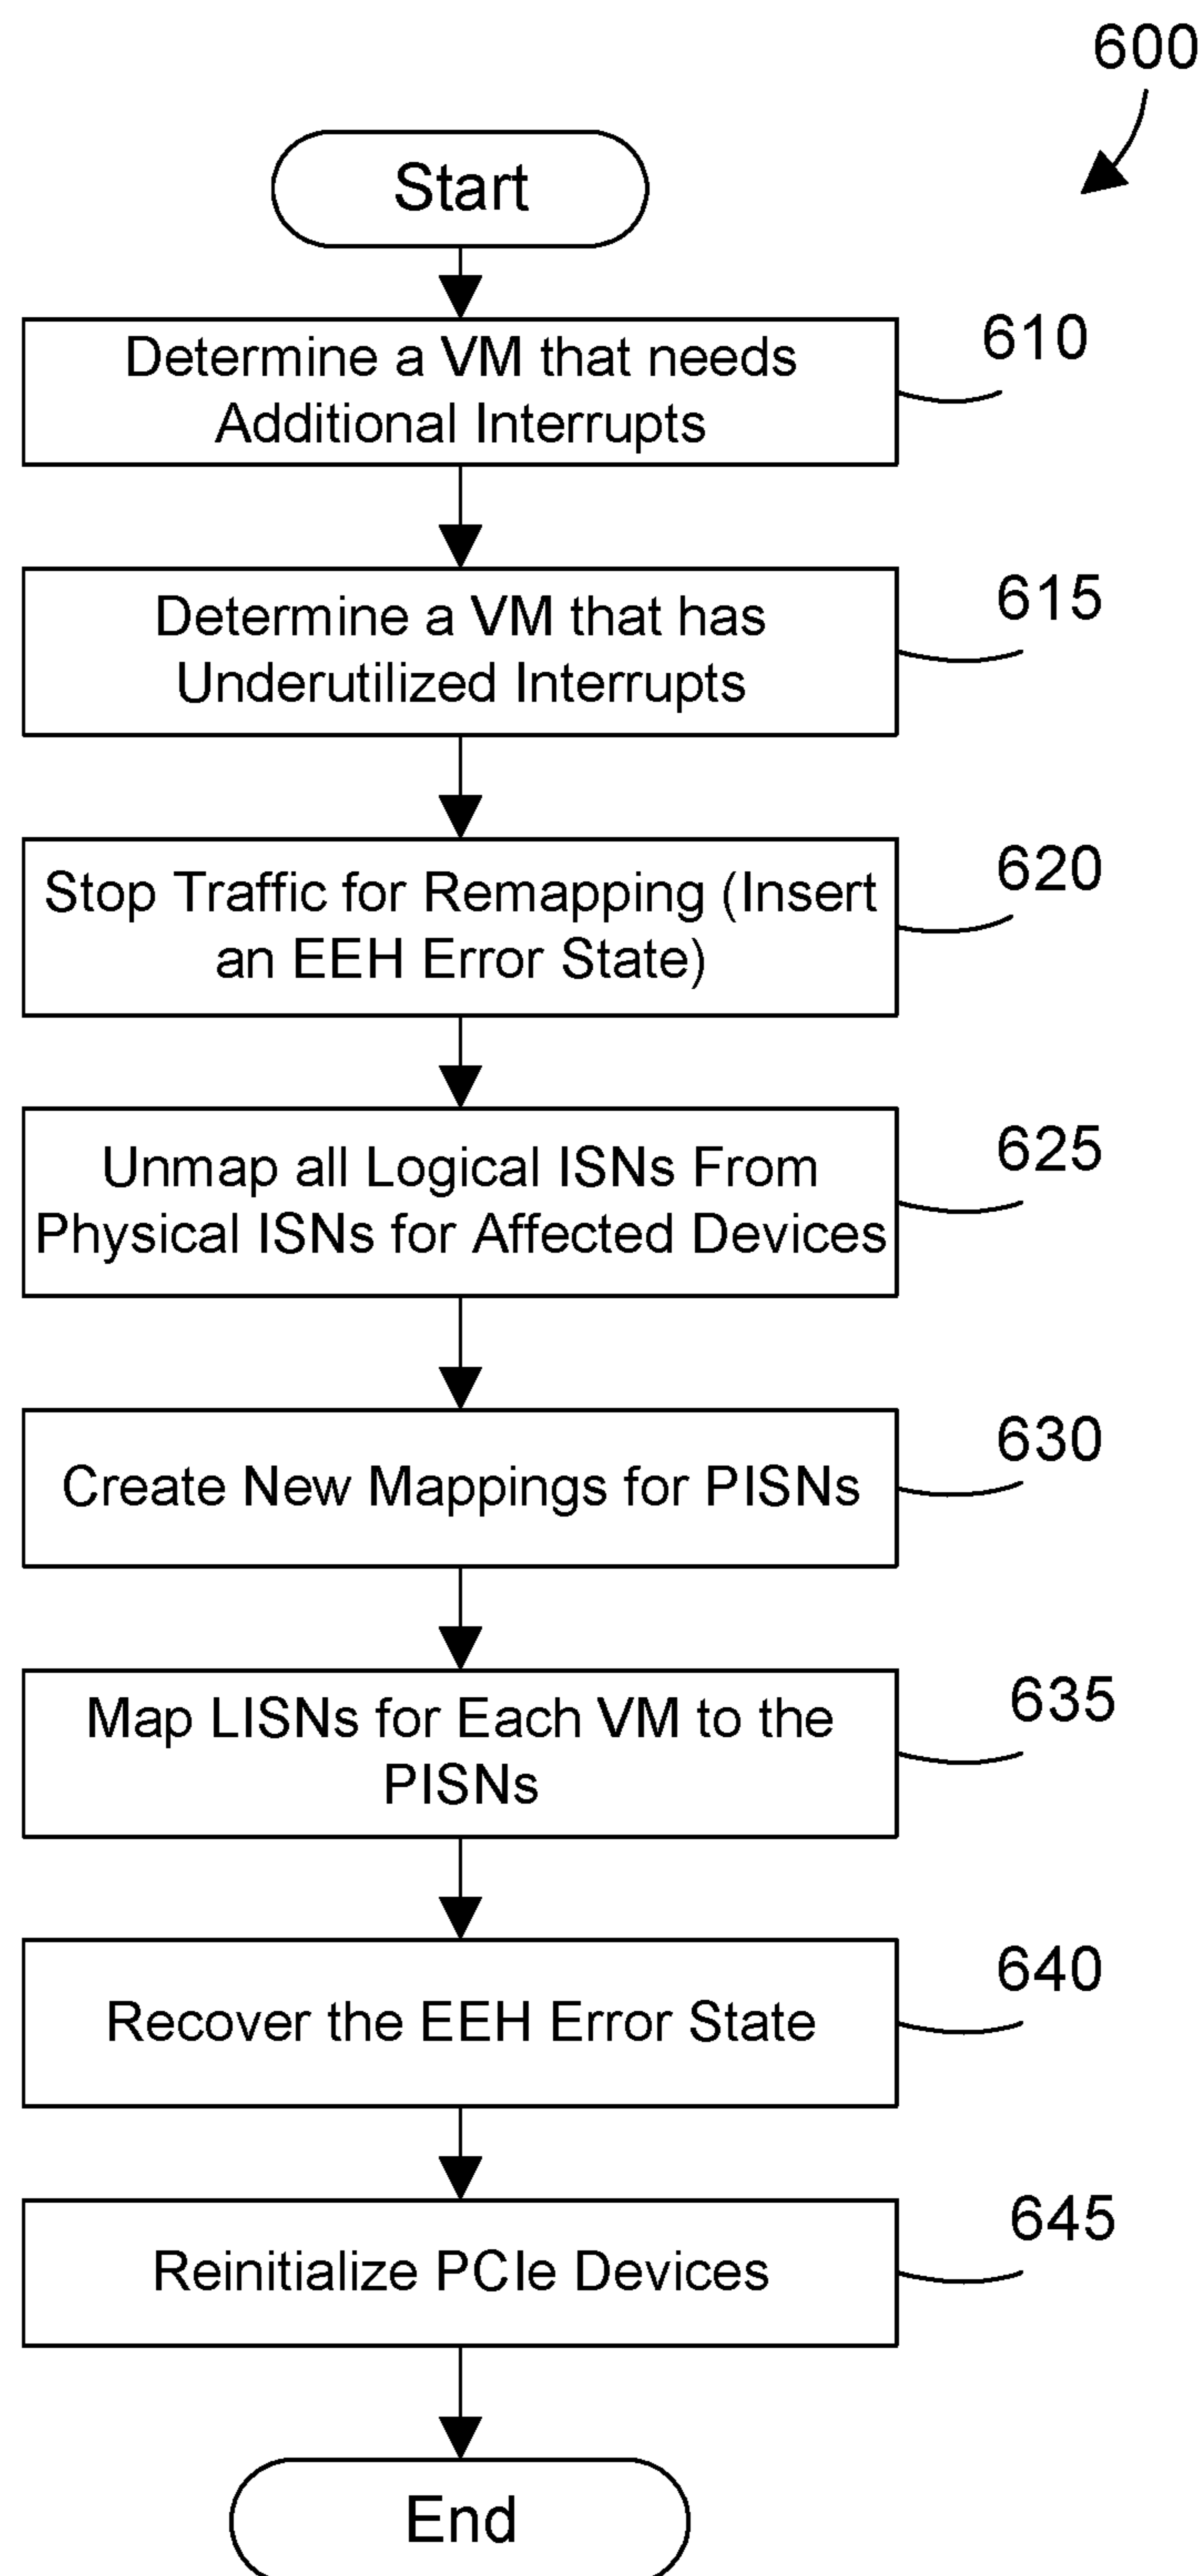 600
Start
Determine a VM that needs
Additional Interrupts
610
Determine a VM that has
Underutilized Interrupts
615
Stop Traffic for Remapping (Insert
an EEH Error State)
620
Unmap all Logical ISNs From
Physical ISNs for Affected Devices
625
Create New Mappings for PISNs
630
Map LISNs for Each VM to the
PISNs
635
Recover the EEH Error State
640
Reinitialize PCIe Devices
645
End